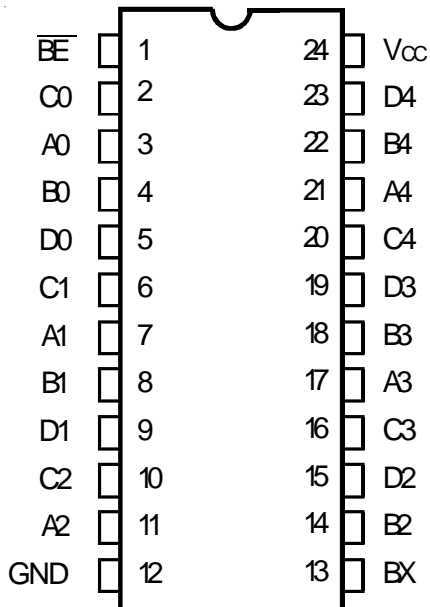 B̅E̅ 1 24 Vcc
C0 2 23 D4
A0 3 22 B4
B0 4 21 A4
D0 5 20 C4
C1 6 19 D3
A1 7 18 B3
B1 8 17 A3
D1 9 16 C3
C2 10 15 D2
A2 11 14 B2
GND 12 13 BX